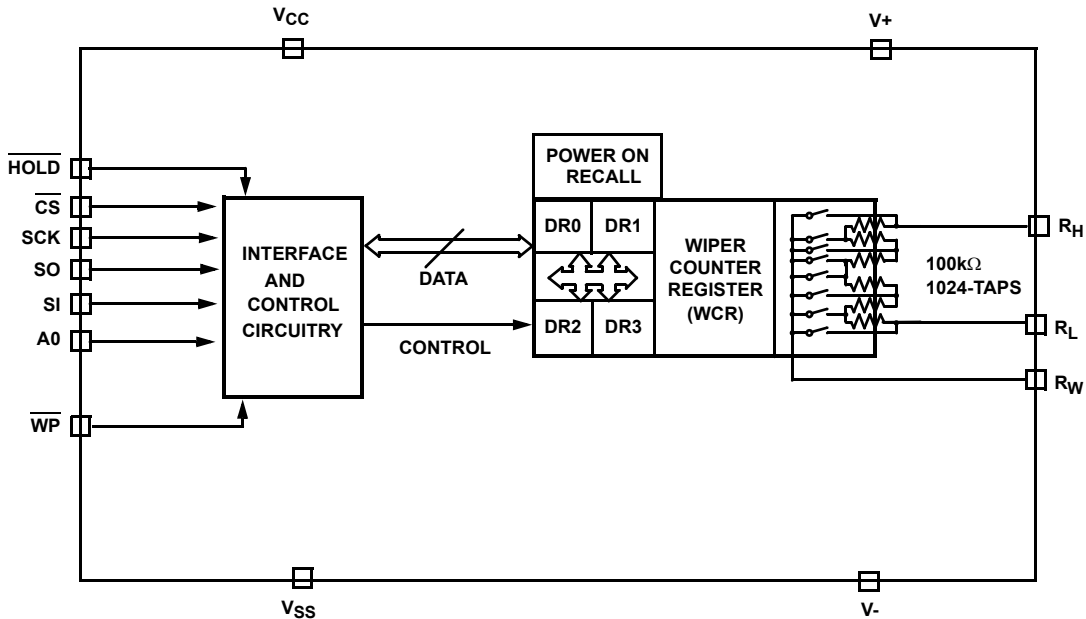 VCC
V+
HOLD
CS
SCK
SO
SI
A0
WP
INTERFACE
AND
CONTROL
CIRCUITRY
DATA
CONTROL
POWER ON
RECALL
DR0
DR1
DR2
DR3
WIPER
COUNTER
REGISTER
(WCR)
100kΩ
1024-TAPS
RH
RL
RW
VSS
V-